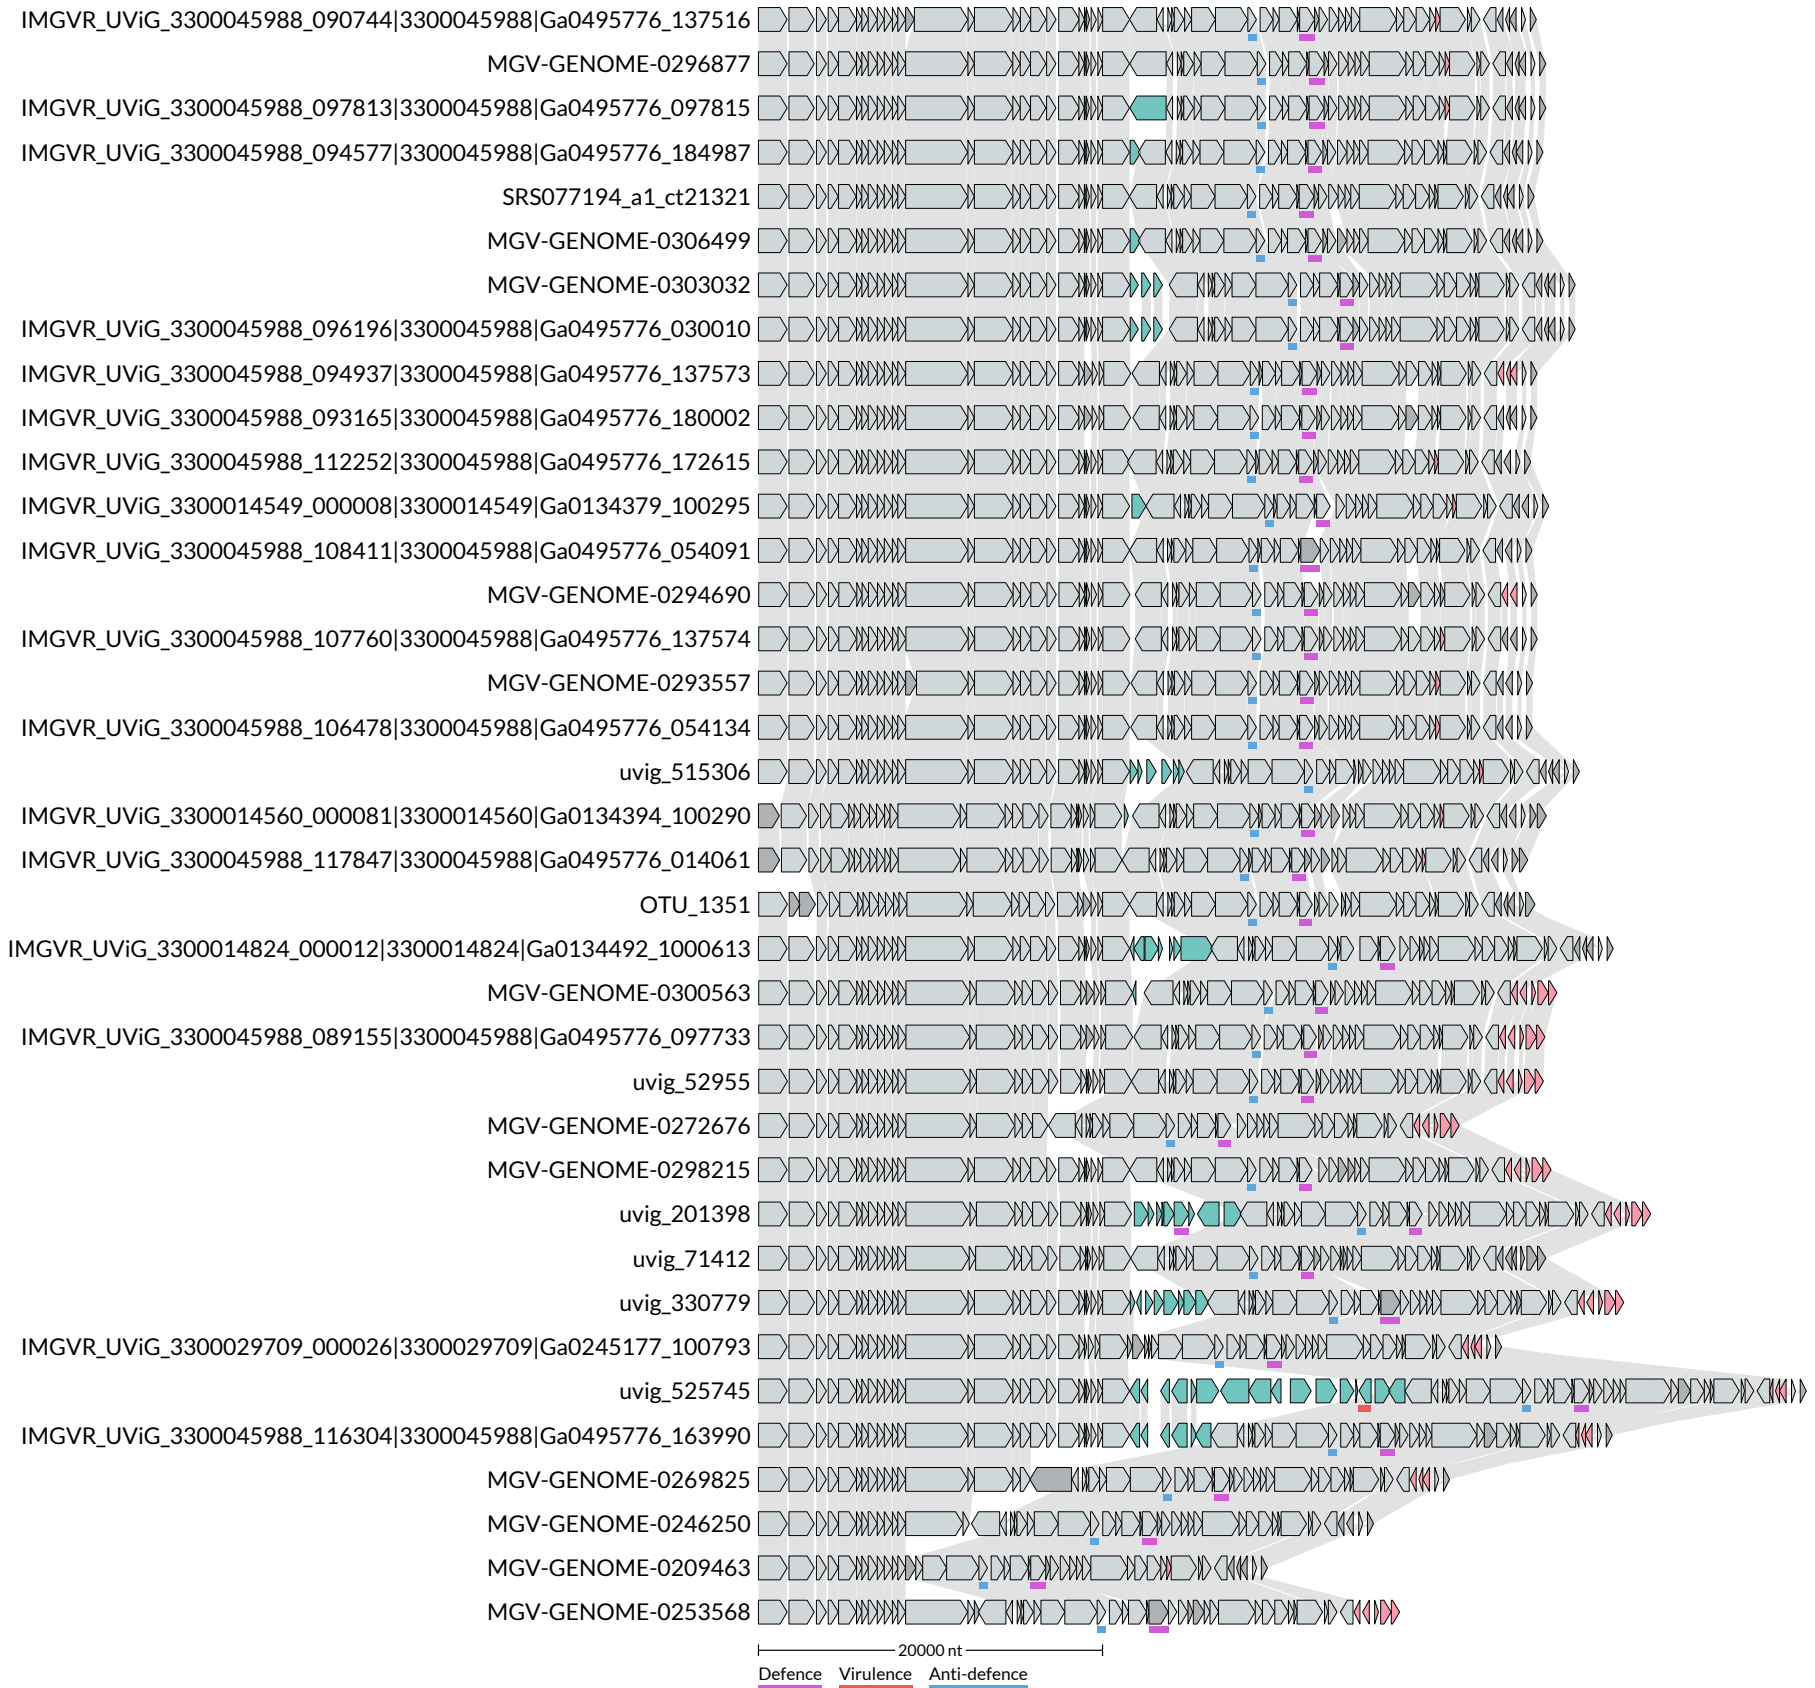 IMGVR_UViG_3300045988_090744|3300045988|Ga0495776_137516
MGV-GENOME-0296877
IMGVR_UViG_3300045988_097813|3300045988|Ga0495776_097815
IMGVR_UViG_3300045988_094577|3300045988|Ga0495776_184987
SRS077194_a1_ct21321
MGV-GENOME-0306499
MGV-GENOME-0303032
IMGVR_UViG_3300045988_096196|3300045988|Ga0495776_030010
IMGVR_UViG_3300045988_094937|3300045988|Ga0495776_137573
IMGVR_UViG_3300045988_093165|3300045988|Ga0495776_180002
IMGVR_UViG_3300045988_112252|3300045988|Ga0495776_172615
IMGVR_UViG_3300014549_000008|3300014549|Ga0134379_100295
IMGVR_UViG_3300045988_108411|3300045988|Ga0495776_054091
MGV-GENOME-0294690
IMGVR_UViG_3300045988_107760|3300045988|Ga0495776_137574
MGV-GENOME-0293557
IMGVR_UViG_3300045988_106478|3300045988|Ga0495776_054134
uvig_515306
IMGVR_UViG_3300014560_000081|3300014560|Ga0134394_100290
IMGVR_UViG_3300045988_117847|3300045988|Ga0495776_014061
OTU_1351
IMGVR_UViG_3300014824_000012|3300014824|Ga0134492_1000613
MGV-GENOME-0300563
IMGVR_UViG_3300045988_089155|3300045988|Ga0495776_097733
uvig_52955
MGV-GENOME-0272676
MGV-GENOME-0298215
uvig_201398
uvig_71412
uvig_330779
IMGVR_UViG_3300029709_000026|3300029709|Ga0245177_100793
uvig_525745
IMGVR_UViG_3300045988_116304|3300045988|Ga0495776_163990
MGV-GENOME-0269825
MGV-GENOME-0246250
MGV-GENOME-0209463
MGV-GENOME-0253568
20000 nt
Defence Virulence Anti-defence